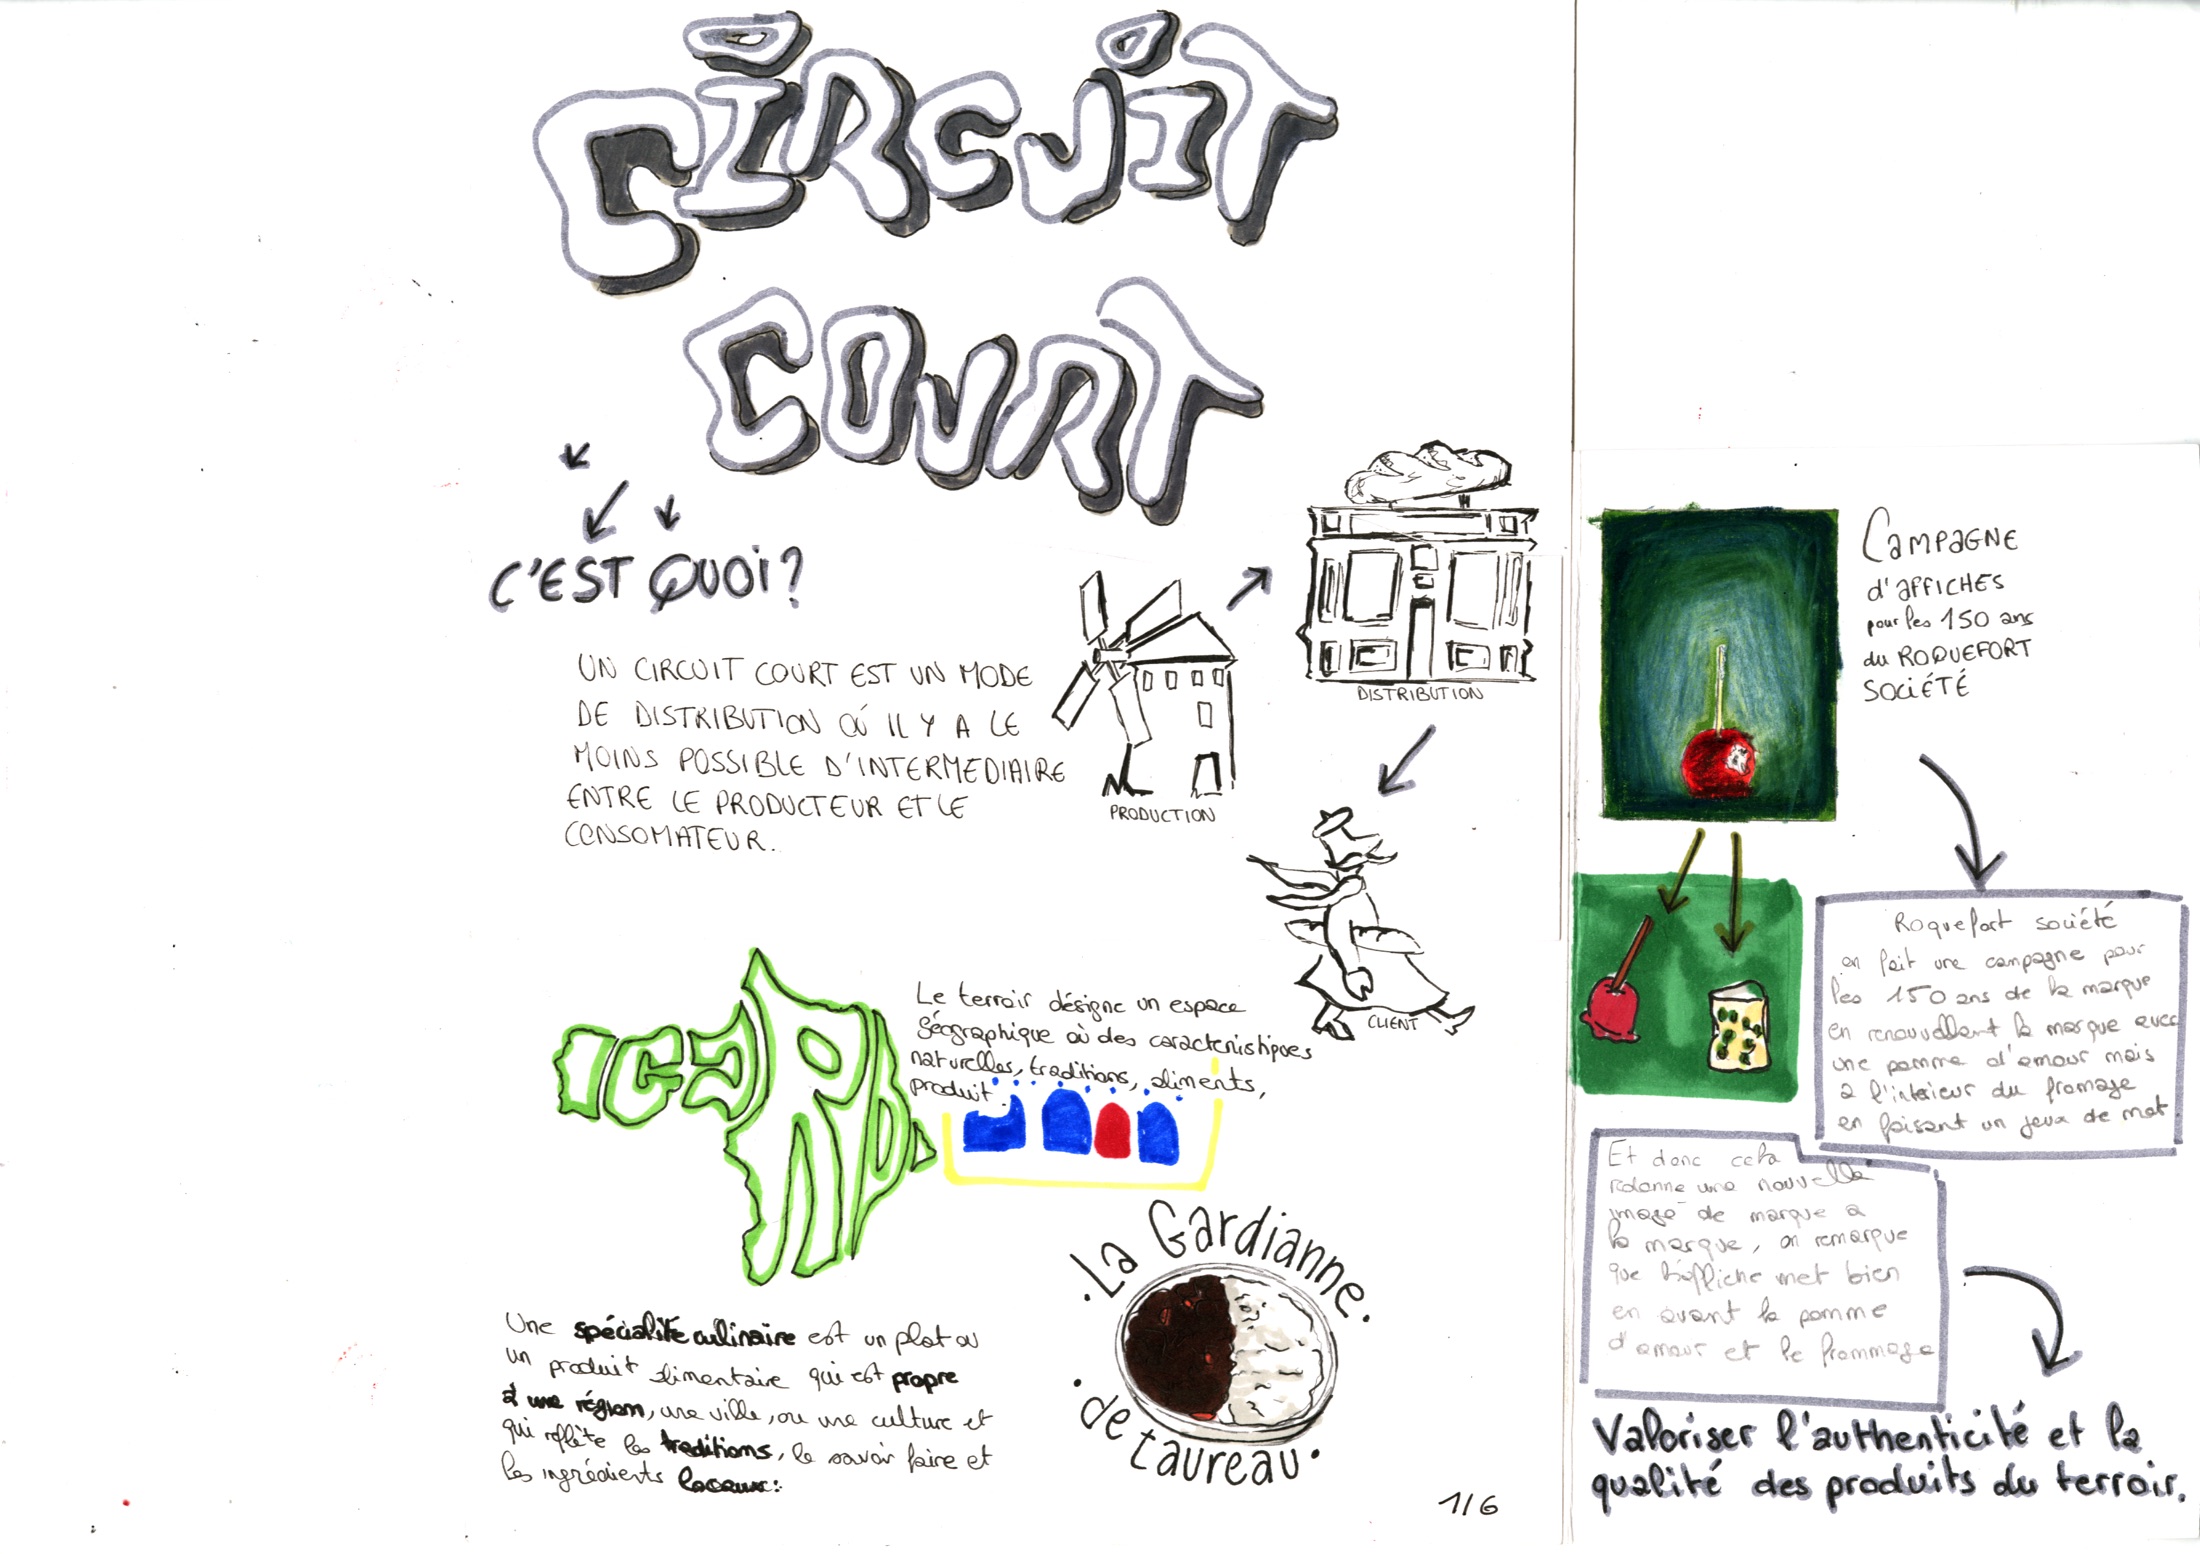 CIRCUIT
COURT
C'EST QUOI?
UN CIRCUIT COURT EST UN MODE
DE DISTRIBUTION OÙ IL Y A LE
MOINS POSSIBLE D'INTERMEDIAIRE
ENTRE LE PRODUCTEUR ET LE
CONSOMATEUR.
PRODUCTION
DISTRIBUTION
CLIENT
Le terroir désigne un espace
géographique où des caractéristiques
naturelles, traditions, aliments,
produit.
Une spécialité culinaire est un plat ou
un produit alimentaire qui est propre
à une région, une ville, ou une culture et
qui reflète les traditions, le savoir faire et
les ingrédients locaux:
.La Gardianne.
.de taureau.
1/6
CAMPAGNE
d'AFFICHES
pour les 150 ans
du ROQUEFORT
SOCIÉTÉ
Roquefort société
en fait une campagne pour
les 150 ans de la marque
en renouvellant la marque avec
une pomme d'amour mais
a l'intérieur du fromage
en faisant un jeux de mot
Et donc cela
redonne une nouvelle
image de marque a
la marque, on remarque
que l'affiche met bien
en avant la pomme
d'amour et le frommage
Valoriser l'authenticité et la
qualité des produits du terroir.